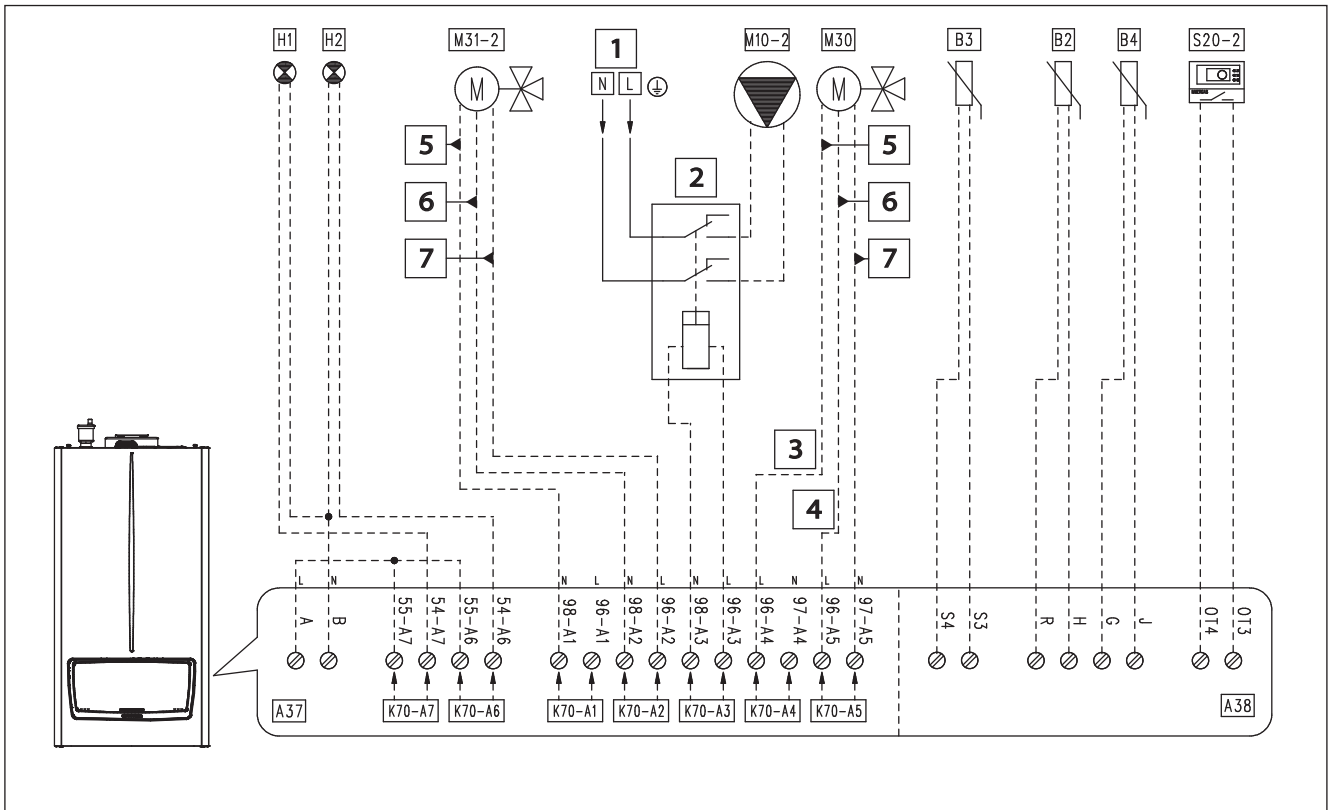 H1 H2 M31-2 1 M10-2 M30 B3 B2 B4 S20-2
N L
M M
5 5
2
6 6
7 7
3
4
L N N L N L N L L N L N
A B 55-A7 54-A7 55-A6 54-A6 98-A1 96-A1 98-A2 96-A2 98-A3 96-A3 96-A4 97-A4 96-A5 97-A5 S4 S3 R H G J OT4 OT3
A37 K70-A7 K70-A6 K70-A1 K70-A2 K70-A3 K70-A4 K70-A5 A38